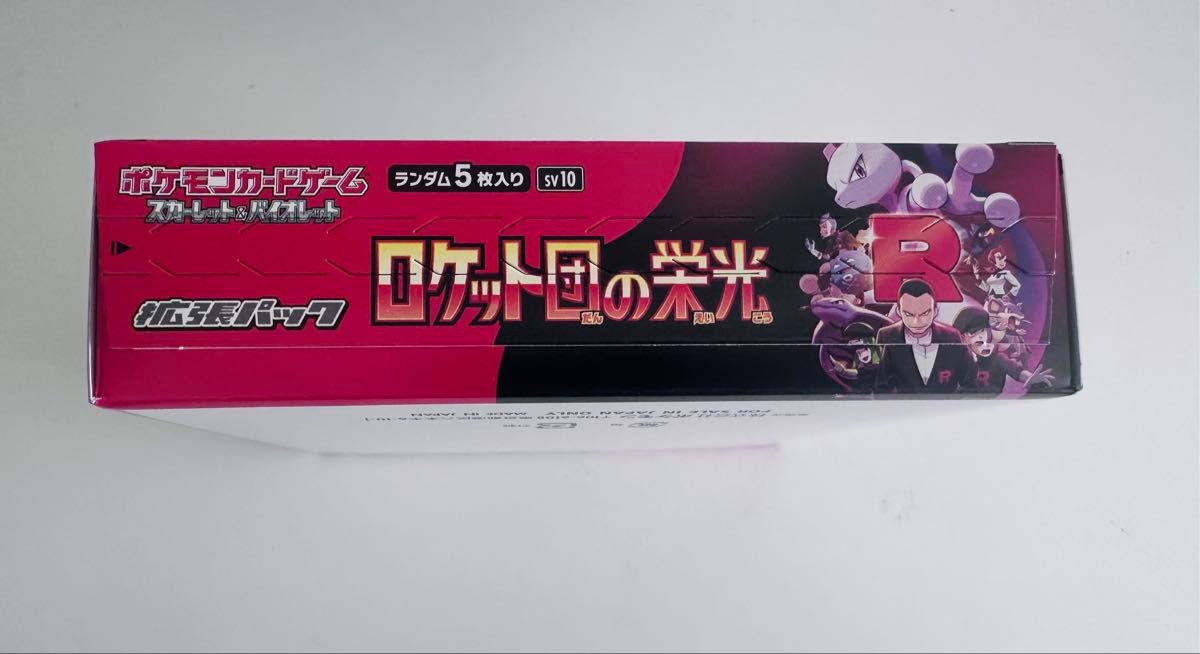 ポケモンカードゲーム
スカーレット&バイオレット
ランダム5枚入り
SV10
ロケット団の栄光
だん えい こう
拡張パック
R
R R
FOR SALE IN JAPAN ONLY MADE IN JAPAN